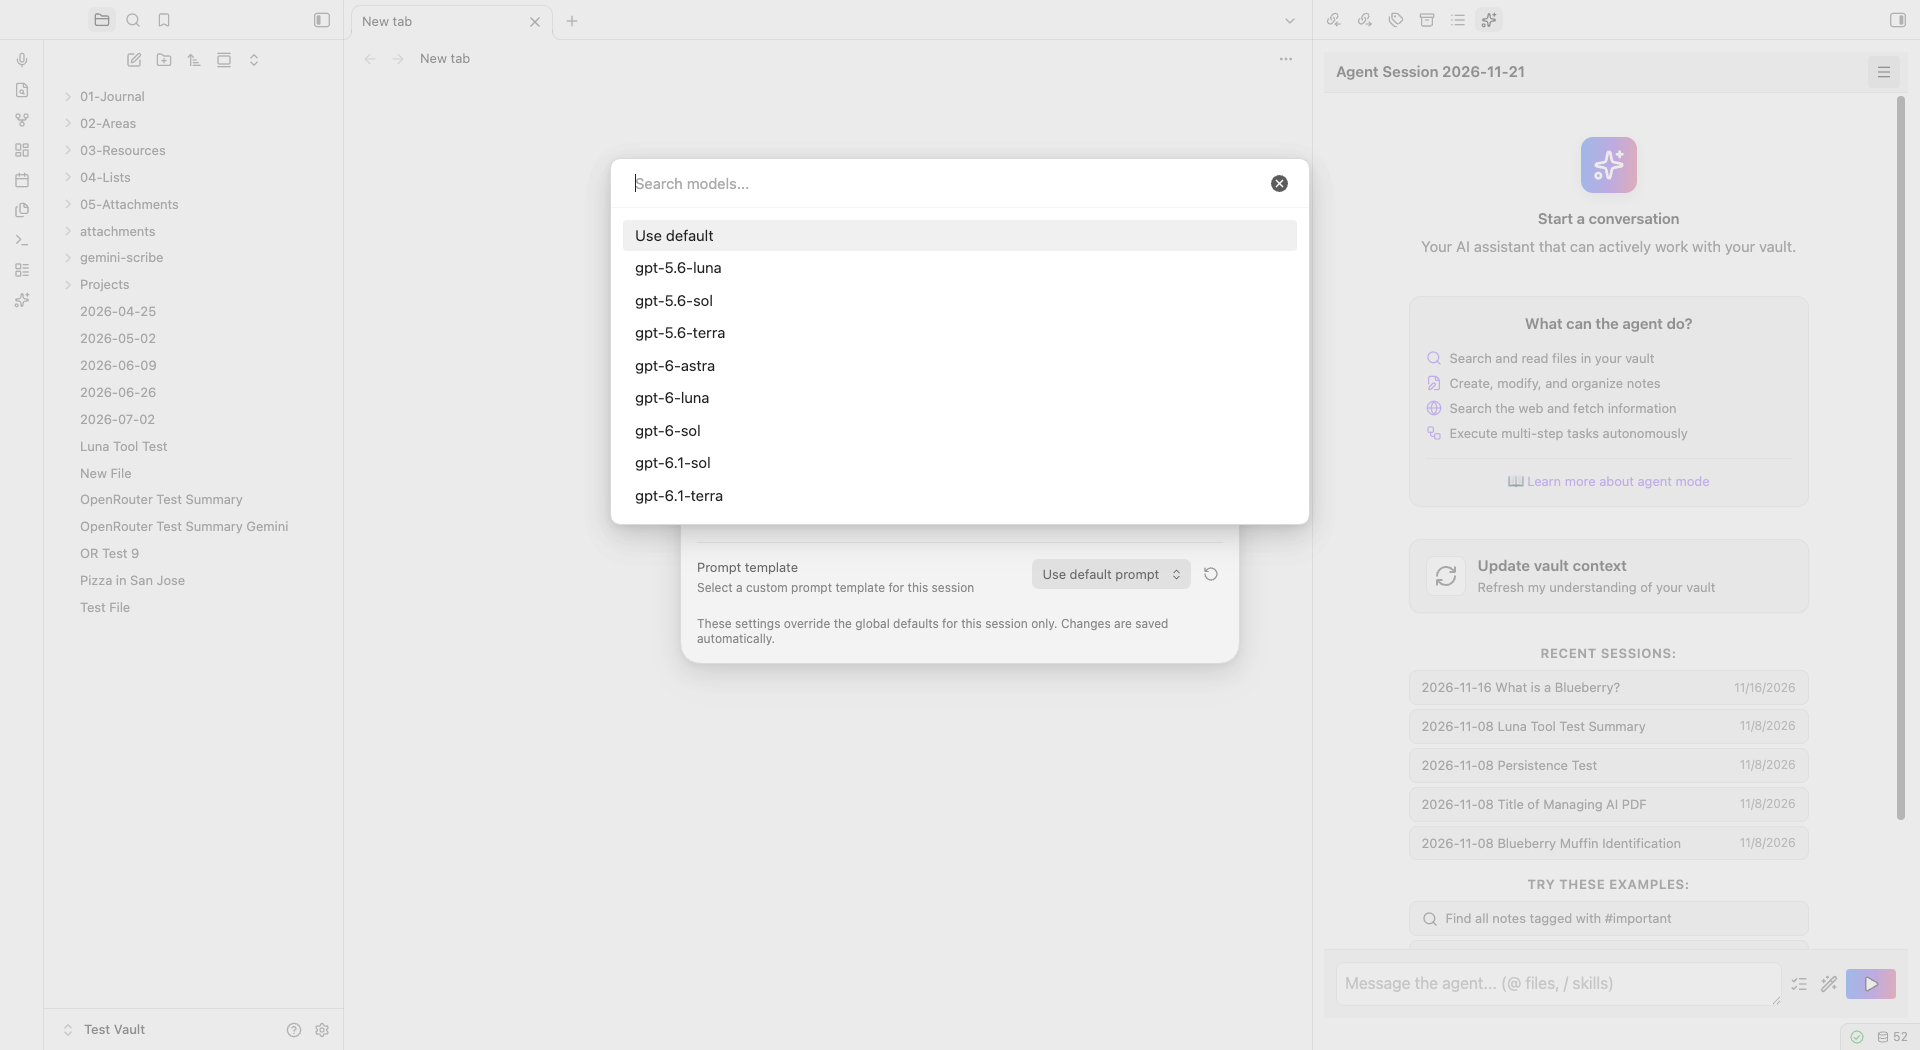 New tab
New tab
01-Journal
02-Areas
03-Resources
04-Lists
05-Attachments
attachments
gemini-scribe
Projects
2026-04-25
2026-05-02
2026-06-09
2026-06-26
2026-07-02
Luna Tool Test
New File
OpenRouter Test Summary
OpenRouter Test Summary Gemini
OR Test 9
Pizza in San Jose
Test File
Test Vault
Search models...
Use default
gpt-5.6-luna
gpt-5.6-sol
gpt-5.6-terra
gpt-6-astra
gpt-6-luna
gpt-6-sol
gpt-6.1-sol
gpt-6.1-terra
Prompt template
Select a custom prompt template for this session
Use default prompt
These settings override the global defaults for this session only. Changes are saved
automatically.
Agent Session 2026-11-21
Start a conversation
Your AI assistant that can actively work with your vault.
What can the agent do?
Search and read files in your vault
Create, modify, and organize notes
Search the web and fetch information
Execute multi-step tasks autonomously
📖 Learn more about agent mode
Update vault context
Refresh my understanding of your vault
RECENT SESSIONS:
2026-11-16 What is a Blueberry? 11/16/2026
2026-11-08 Luna Tool Test Summary 11/8/2026
2026-11-08 Persistence Test 11/8/2026
2026-11-08 Title of Managing AI PDF 11/8/2026
2026-11-08 Blueberry Muffin Identification 11/8/2026
TRY THESE EXAMPLES:
Find all notes tagged with #important
Message the agent... (@ files, / skills)
52